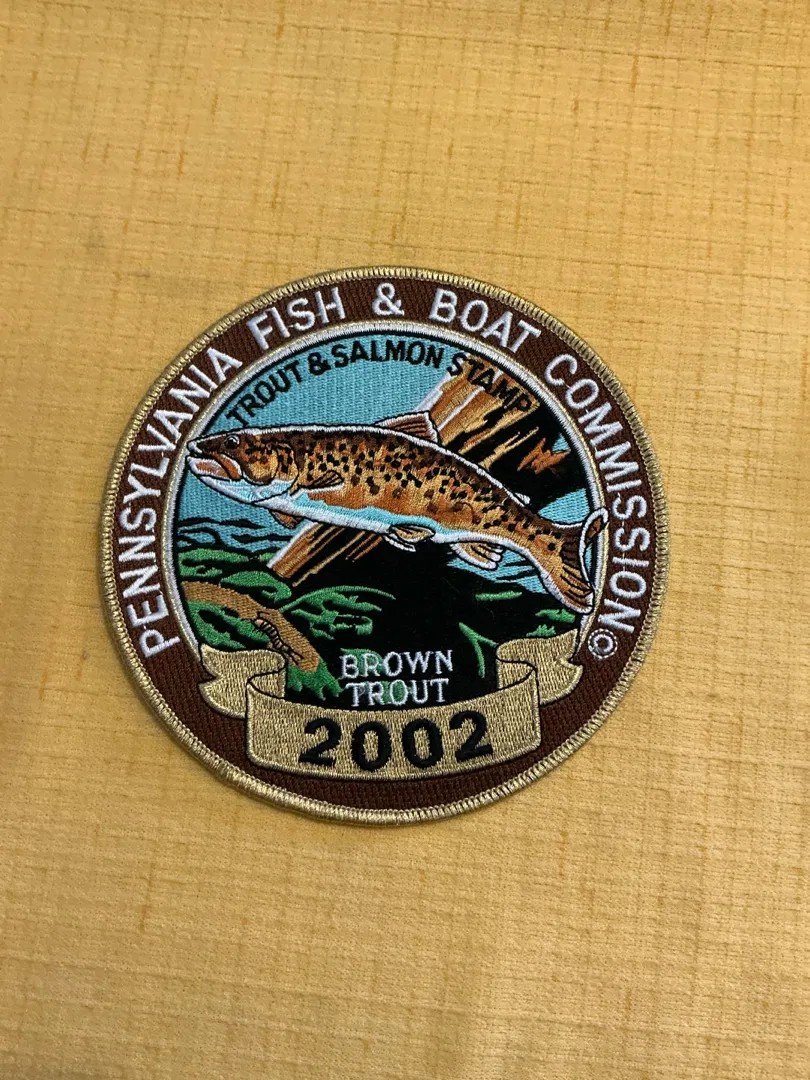 PENNSYLVANIA FISH & BOAT COMMISSION ©
TROUT & SALMON STAMP
BROWN
TROUT
2002